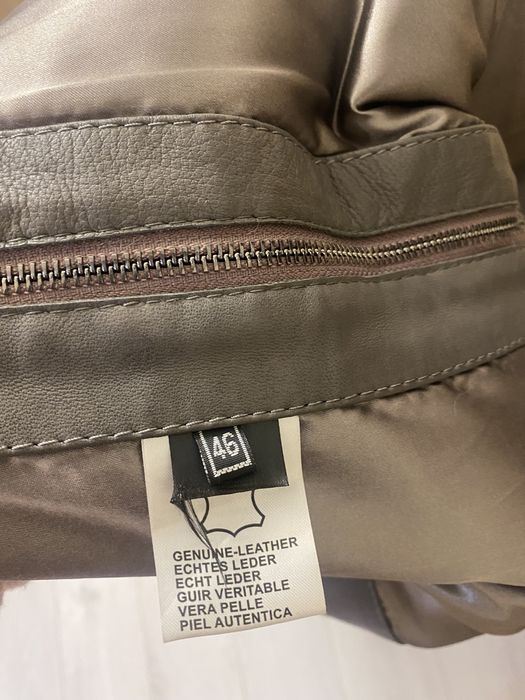 46
GENUINE-LEATHER
ECHTES LEDER
ECHT LEDER
GUIR VERITABLE
VERA PELLE
PIEL AUTENTICA